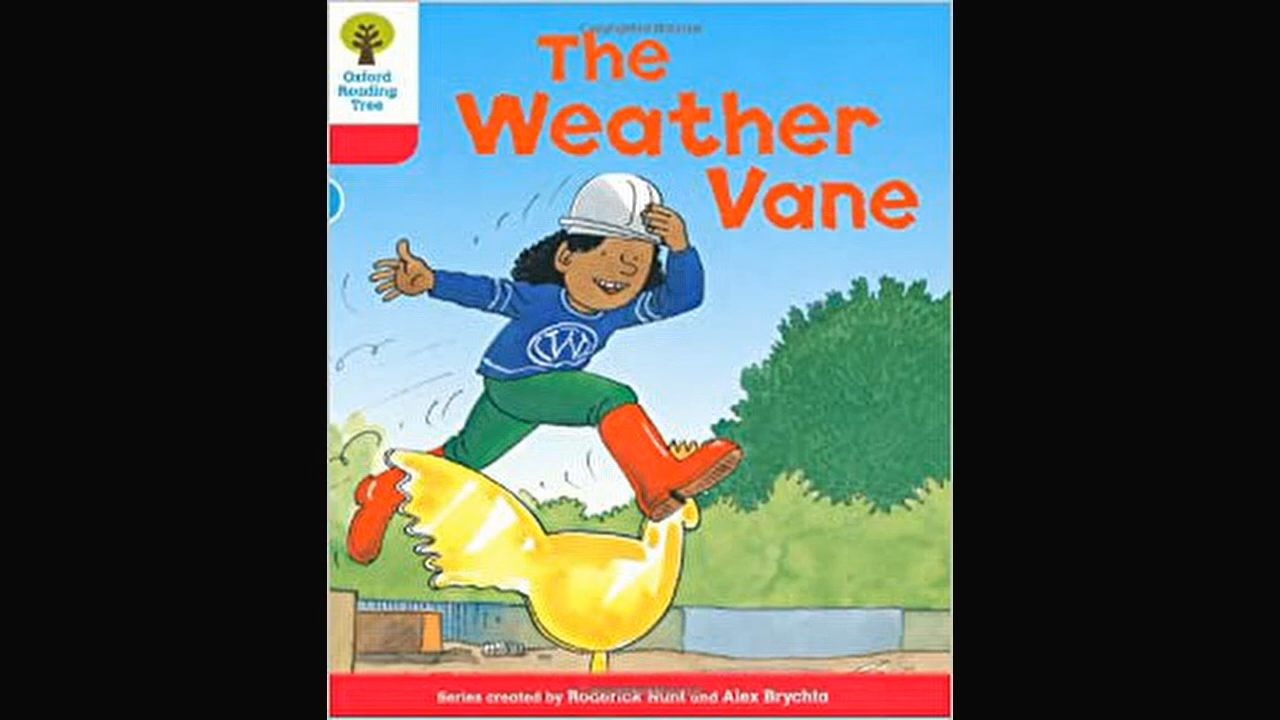 Oxford
Reading
Tree
The
Weather
Vane
W
Series created by Roderick Hunt and Alex Brychta